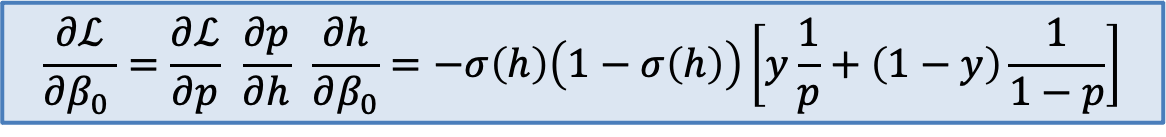 ∂ℒ/∂β₀ = ∂ℒ/∂p ∂p/∂h ∂h/∂β₀ = −σ(h)(1 − σ(h)) [y 1/p + (1 − y) 1/(1 − p)]